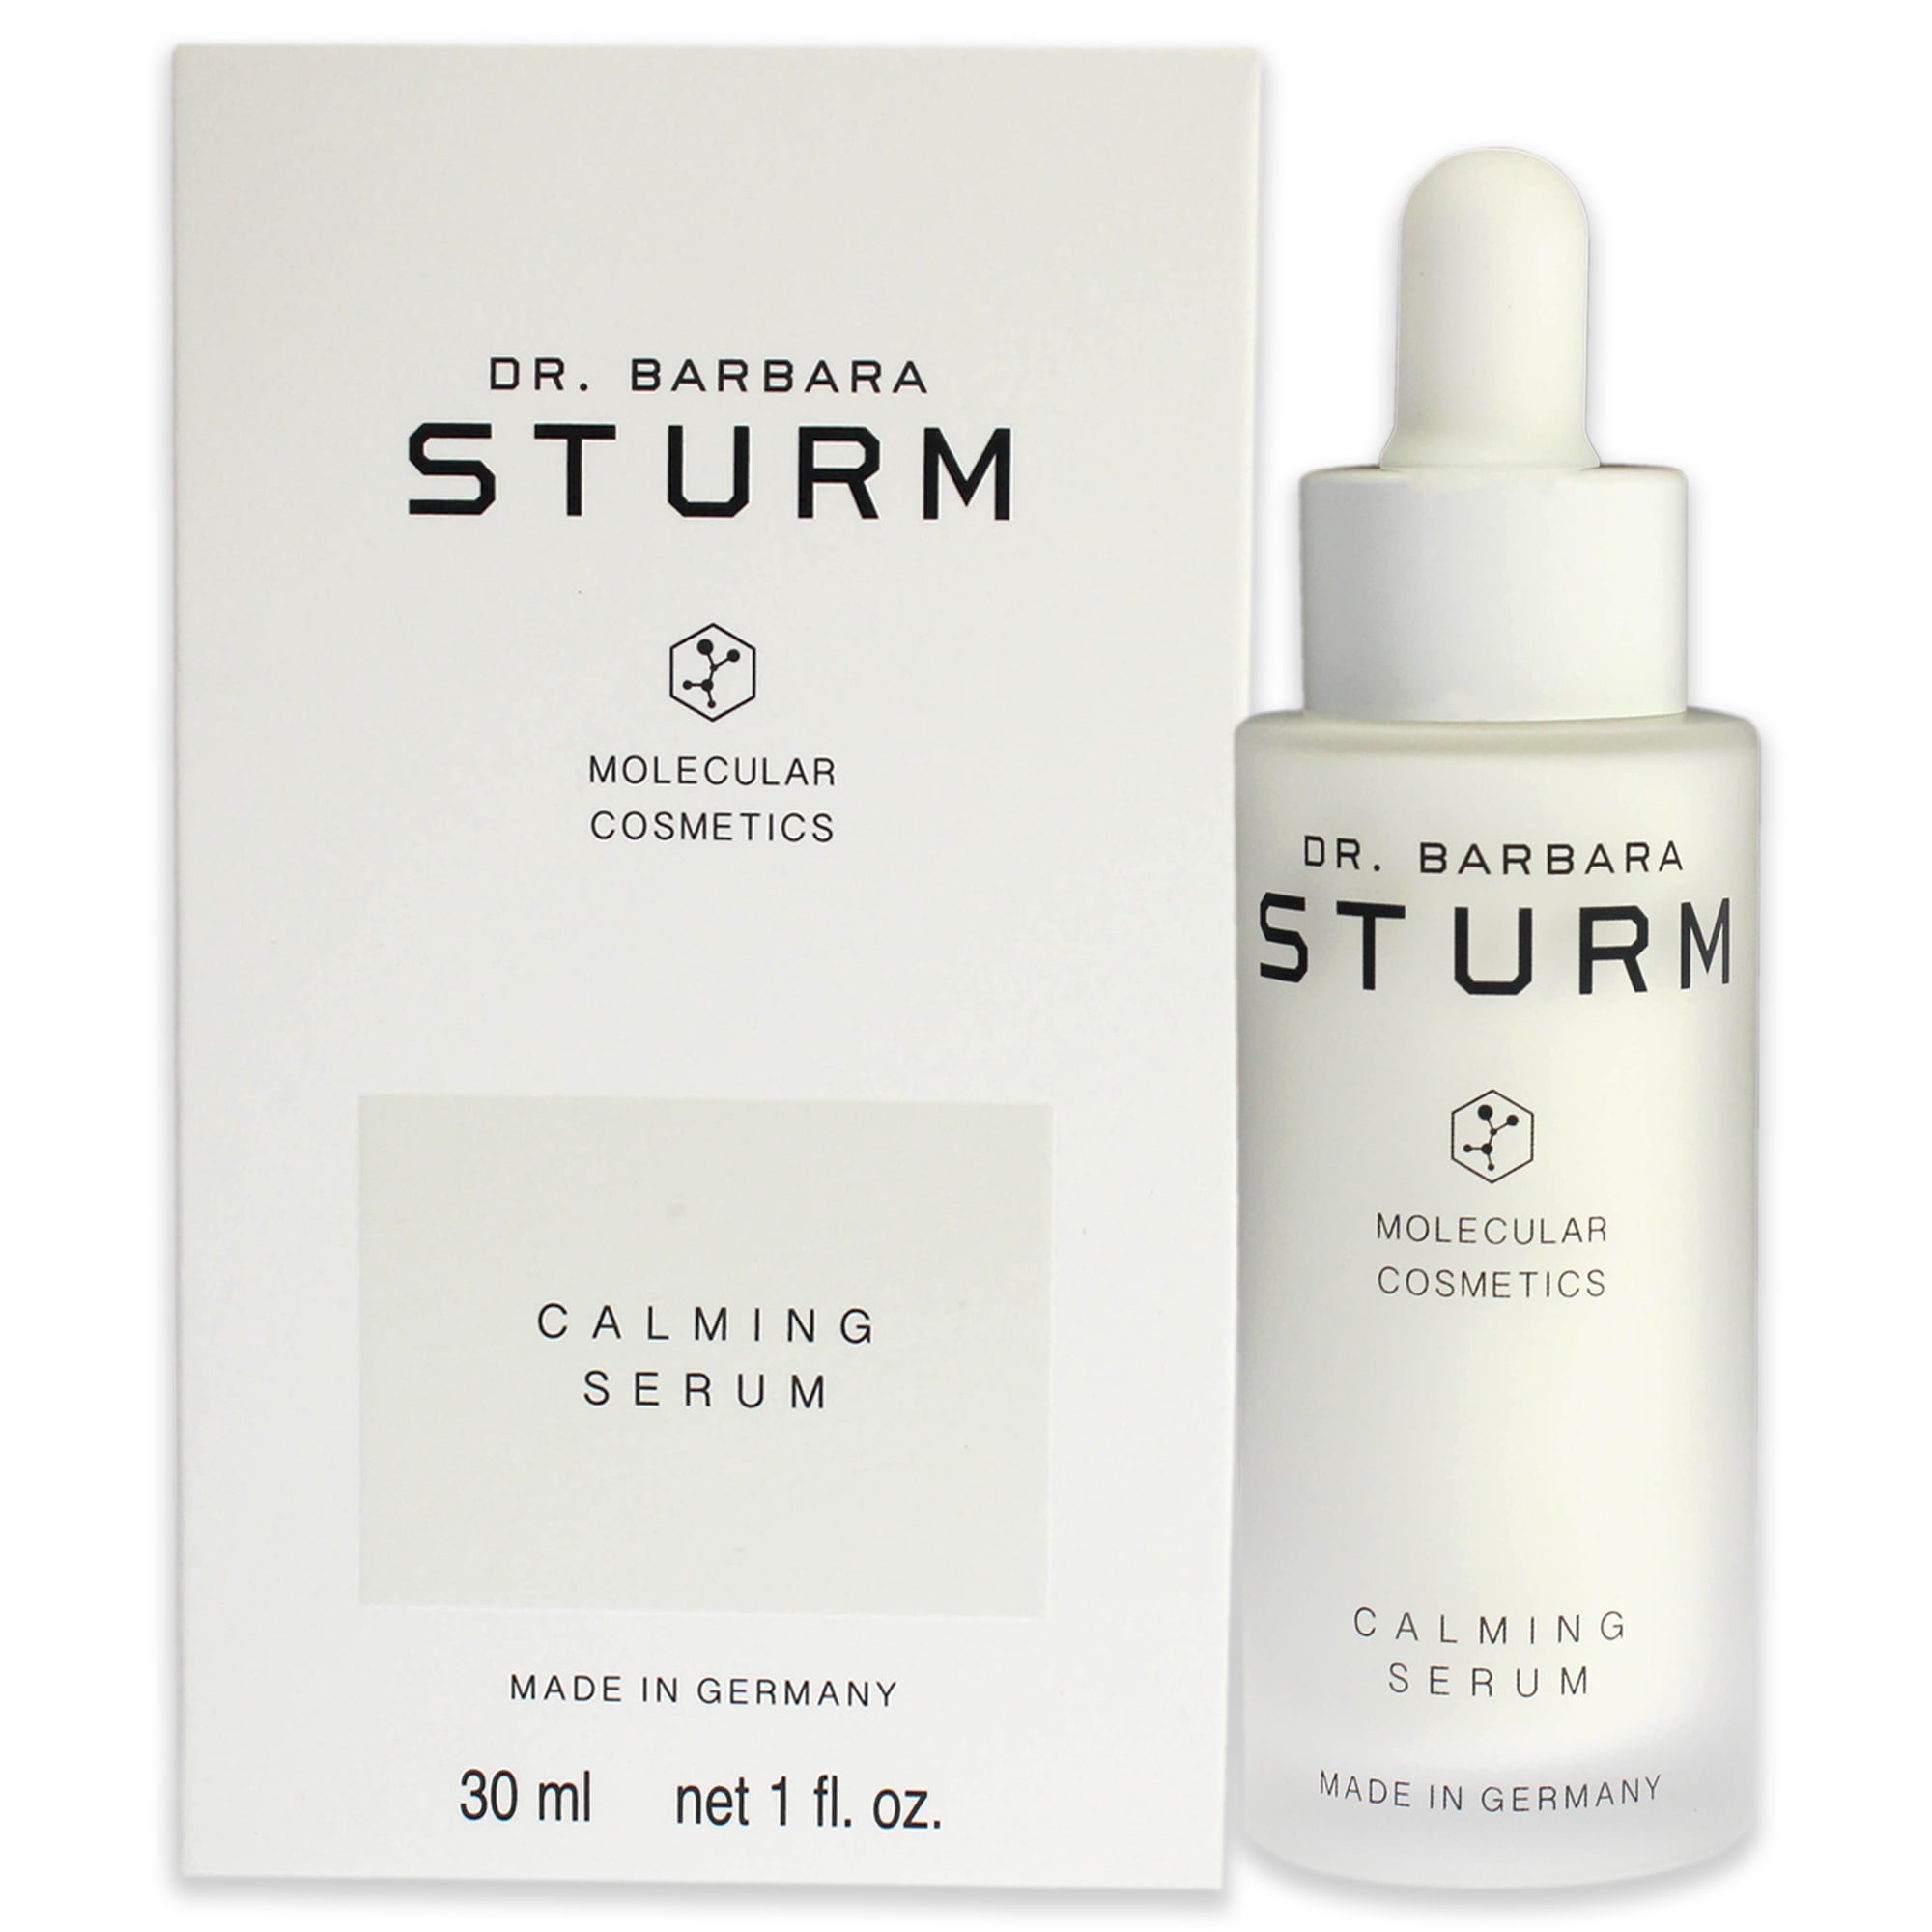 DR. BARBARA
STURM
MOLECULAR
COSMETICS
CALMING
SERUM
MADE IN GERMANY
30 ml net 1 fl. oz.
DR. BARBARA
STURM
MOLECULAR
COSMETICS
CALMING
SERUM
MADE IN GERMANY